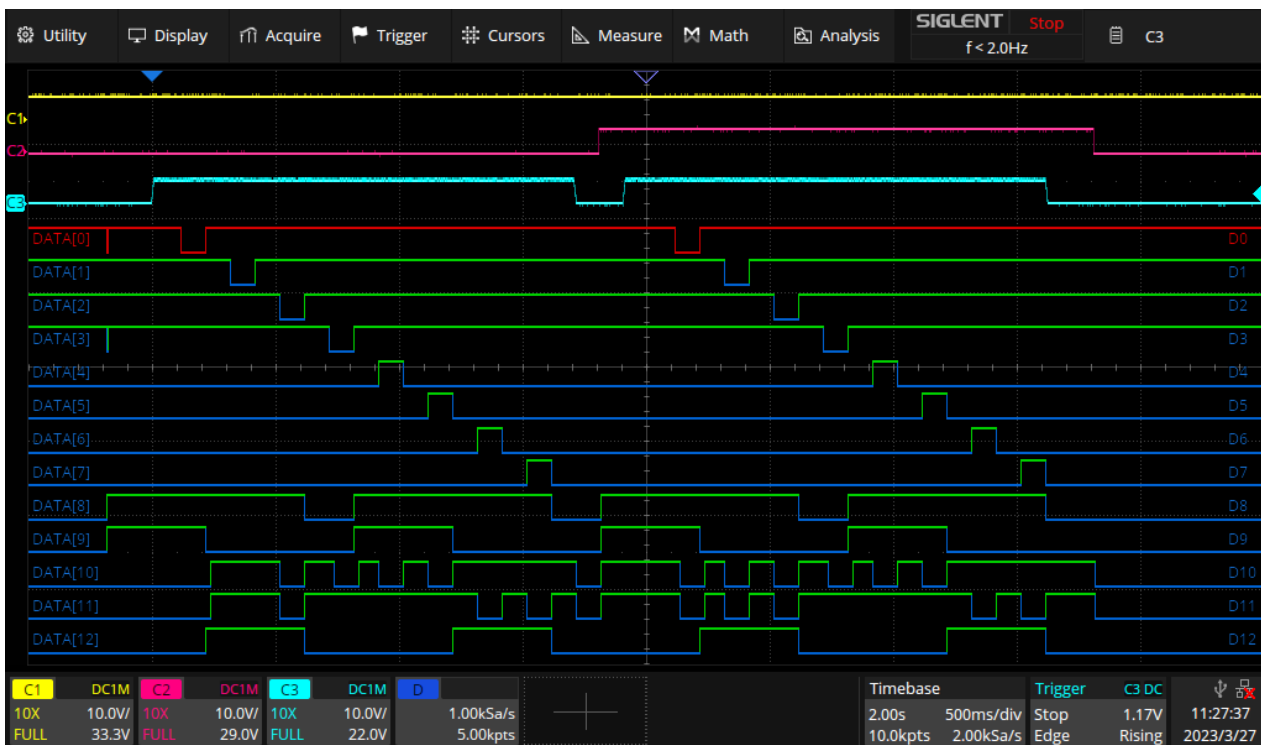 Utility Display Acquire Trigger Cursors Measure Math Analysis SIGLENT Stop C3
f < 2.0Hz
C1
C2
C3
DATA[0] D0
DATA[1] D1
DATA[2] D2
DATA[3] D3
DATA[4] D4
DATA[5] D5
DATA[6] D6
DATA[7] D7
DATA[8] D8
DATA[9] D9
DATA[10] D10
DATA[11] D11
DATA[12] D12
C1 DC1M C2 DC1M C3 DC1M D Timebase Trigger C3 DC
10X 10.0V/ 10X 10.0V/ 10X 10.0V/ 1.00kSa/s 2.00s 500ms/div Stop 1.17V 11:27:37
FULL 33.3V FULL 29.0V FULL 22.0V 5.00kpts 10.0kpts 2.00kSa/s Edge Rising 2023/3/27